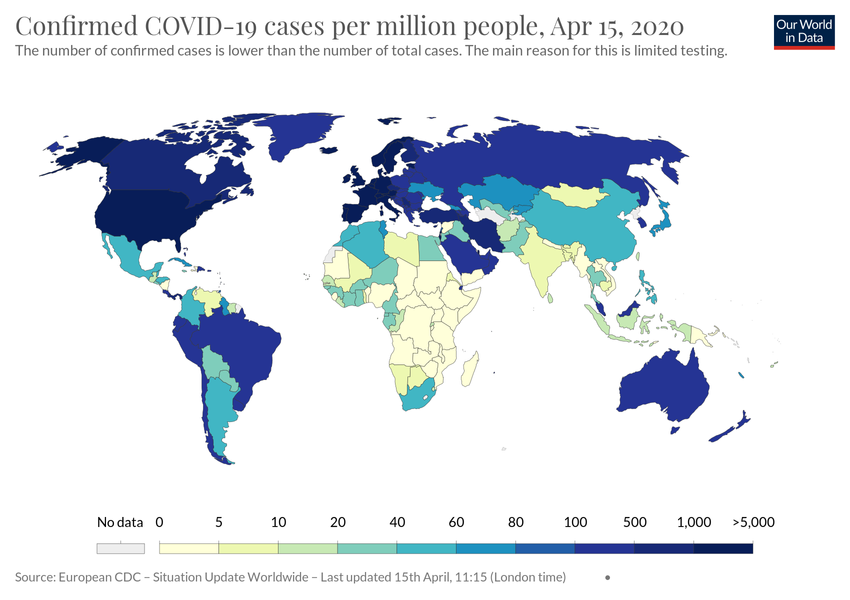 Confirmed COVID-19 cases per million people, Apr 15, 2020
The number of confirmed cases is lower than the number of total cases. The main reason for this is limited testing.
Our World
in Data
No data 0 5 10 20 40 60 80 100 500 1,000 >5,000
Source: European CDC – Situation Update Worldwide – Last updated 15th April, 11:15 (London time)